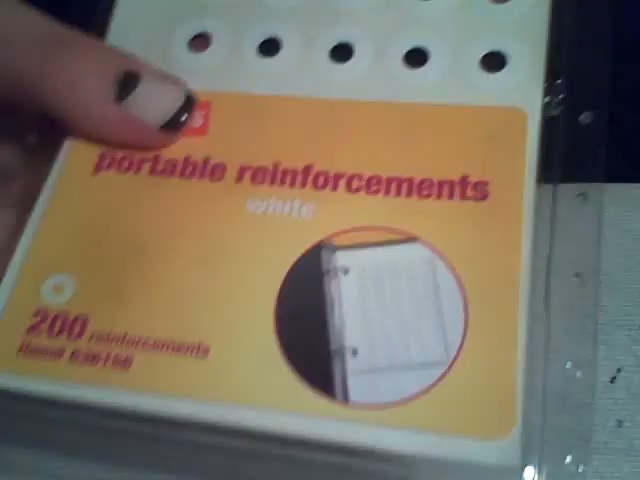 portable reinforcements
white
200 reinforcements